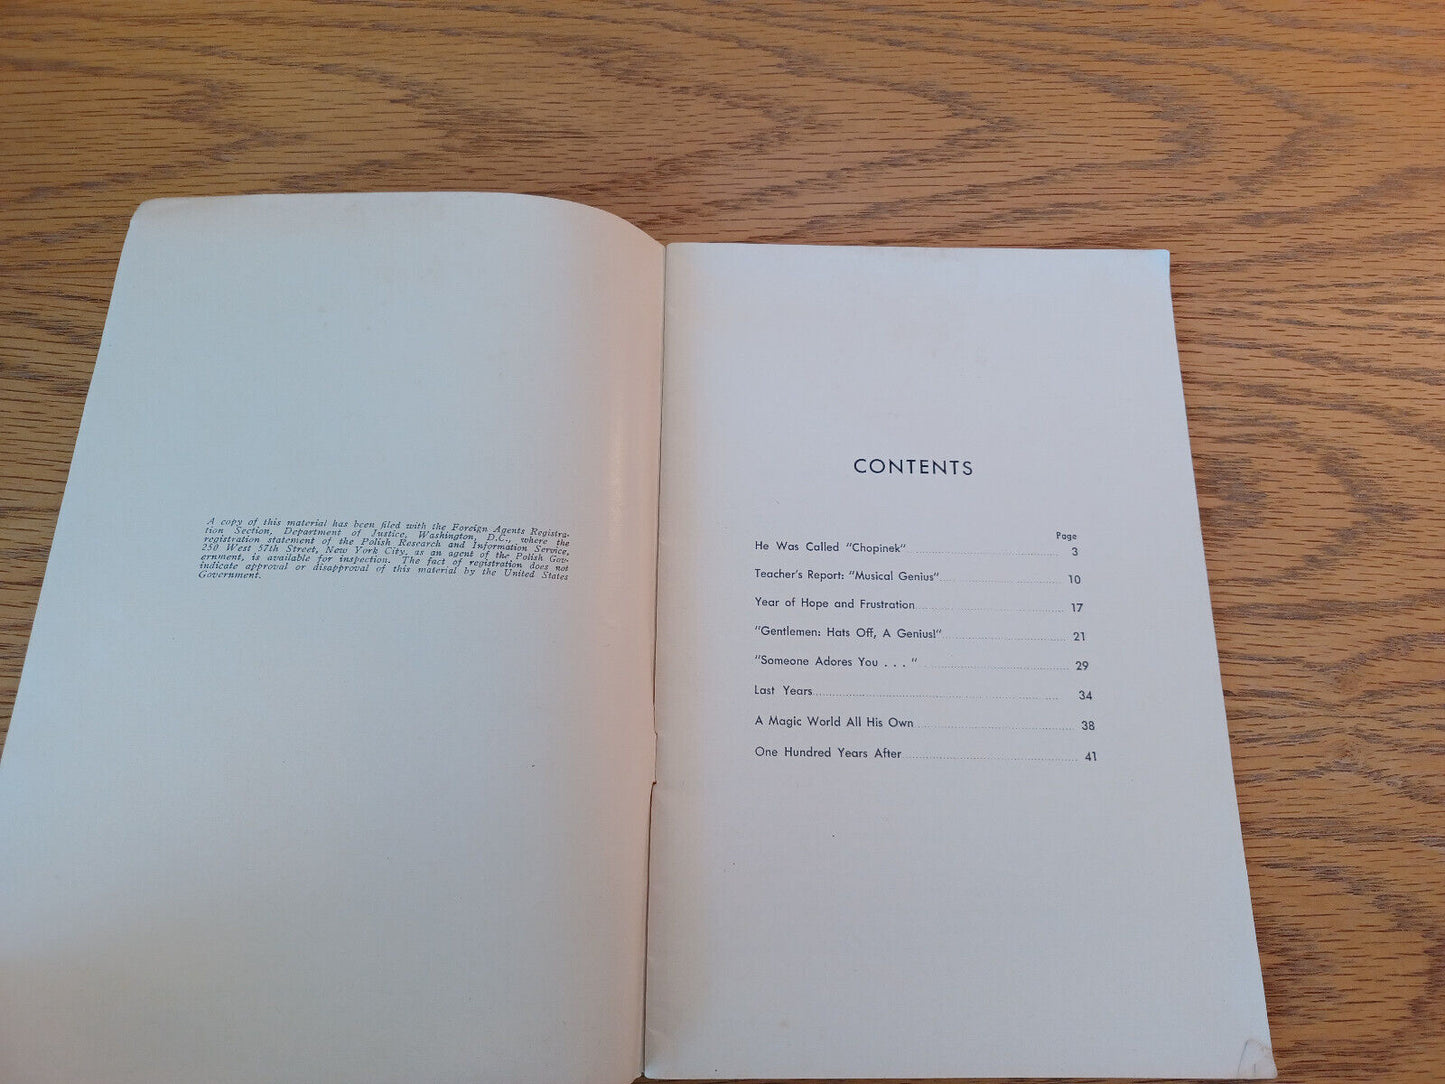 A copy of this material has been filed with the Foreign Agents Registra-
tion Section, Department of Justice, Washington, D.C., where the
registration statement of the Polish Research and Information Service,
250 West 57th Street, New York City, as an agent of the Polish Gov-
ernment, is available for inspection. The fact of registration does not
indicate approval or disapproval of this material by the United States
Government.
CONTENTS
Page
He Was Called "Chopinek" 3
Teacher's Report: "Musical Genius" 10
Year of Hope and Frustration 17
"Gentlemen: Hats Off, A Genius!" 21
"Someone Adores You . . . " 29
Last Years 34
A Magic World All His Own 38
One Hundred Years After 41